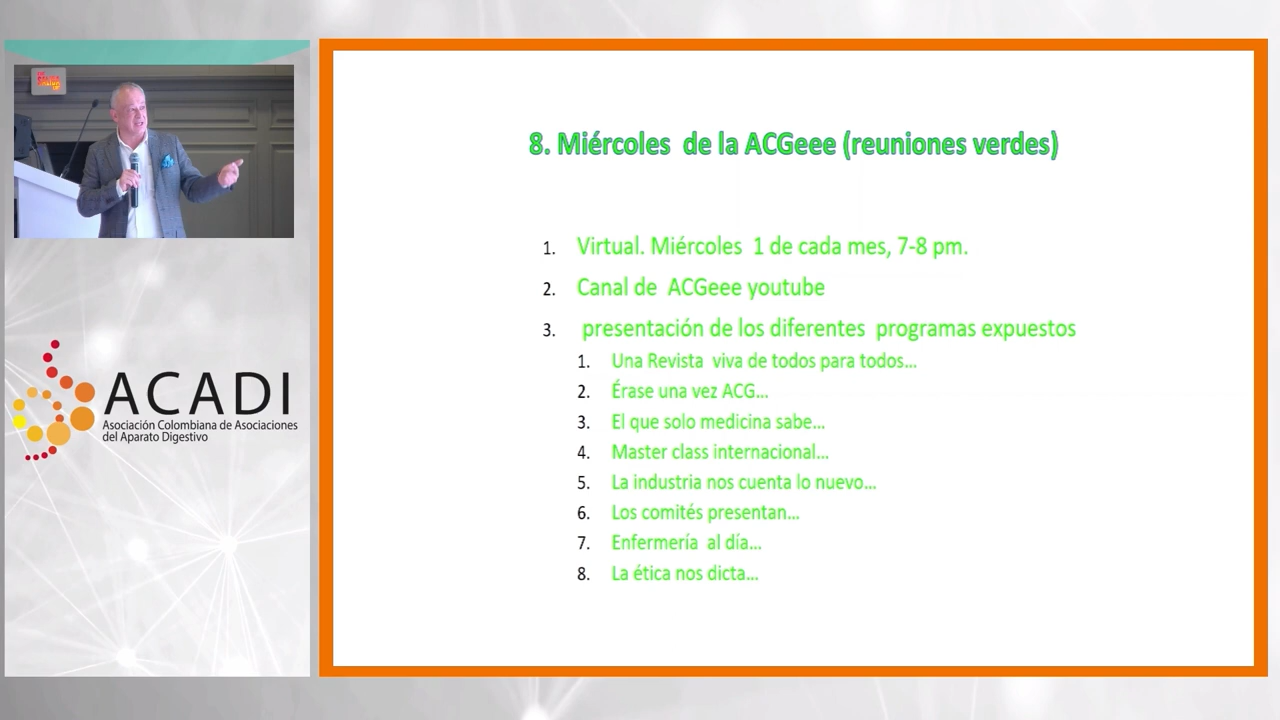 8. Miércoles de la ACGeee (reuniones verdes)
1. Virtual. Miércoles 1 de cada mes, 7-8 pm.
2. Canal de ACGeee youtube
3. presentación de los diferentes programas expuestos
1. Una Revista viva de todos para todos...
2. Érase una vez ACG...
3. El que solo medicina sabe...
4. Master class internacional...
5. La industria nos cuenta lo nuevo...
6. Los comités presentan...
7. Enfermería al día...
8. La ética nos dicta...
ACADI
Asociación Colombiana de Asociaciones
del Aparato Digestivo